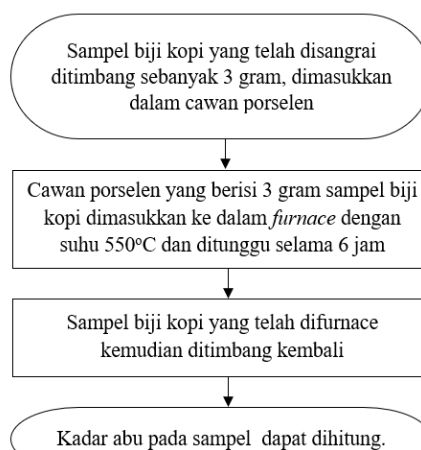 Sampel biji kopi yang telah disangrai
ditimbang sebanyak 3 gram, dimasukkan
dalam cawan porselen
Cawan porselen yang berisi 3 gram sampel biji
kopi dimasukkan ke dalam furnace dengan
suhu 550°C dan ditunggu selama 6 jam
Sampel biji kopi yang telah difurnace
kemudian ditimbang kembali
Kadar abu pada sampel dapat dihitung.